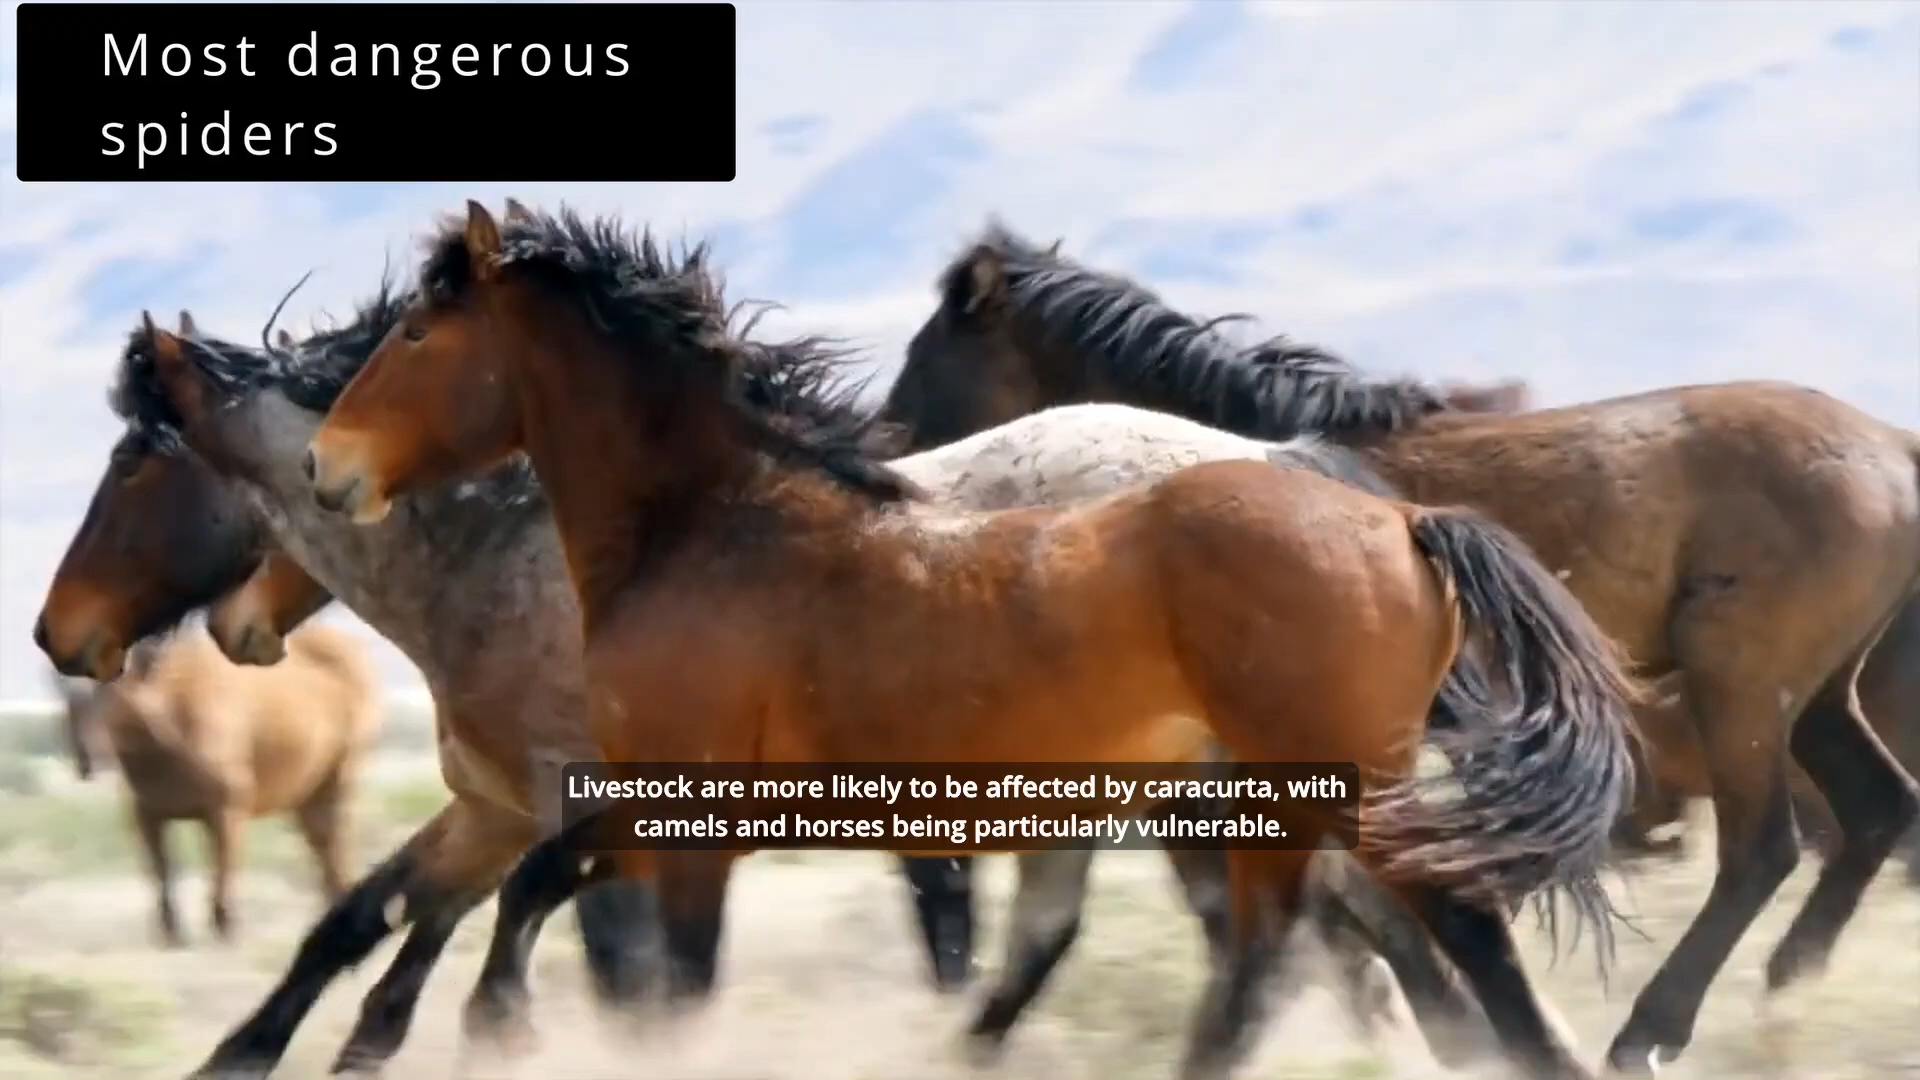 Most dangerous
spiders
Livestock are more likely to be affected by caracurta, with
camels and horses being particularly vulnerable.